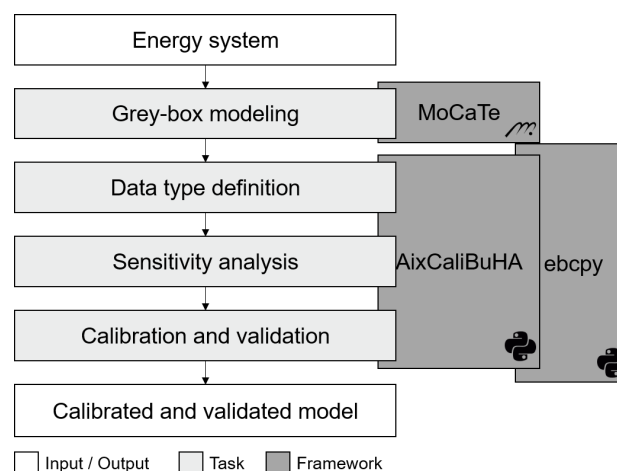 Energy system
Grey-box modeling
MoCaTe
Data type definition
Sensitivity analysis
AixCaliBuHA
ebcpy
Calibration and validation
Calibrated and validated model
Input / Output
Task
Framework